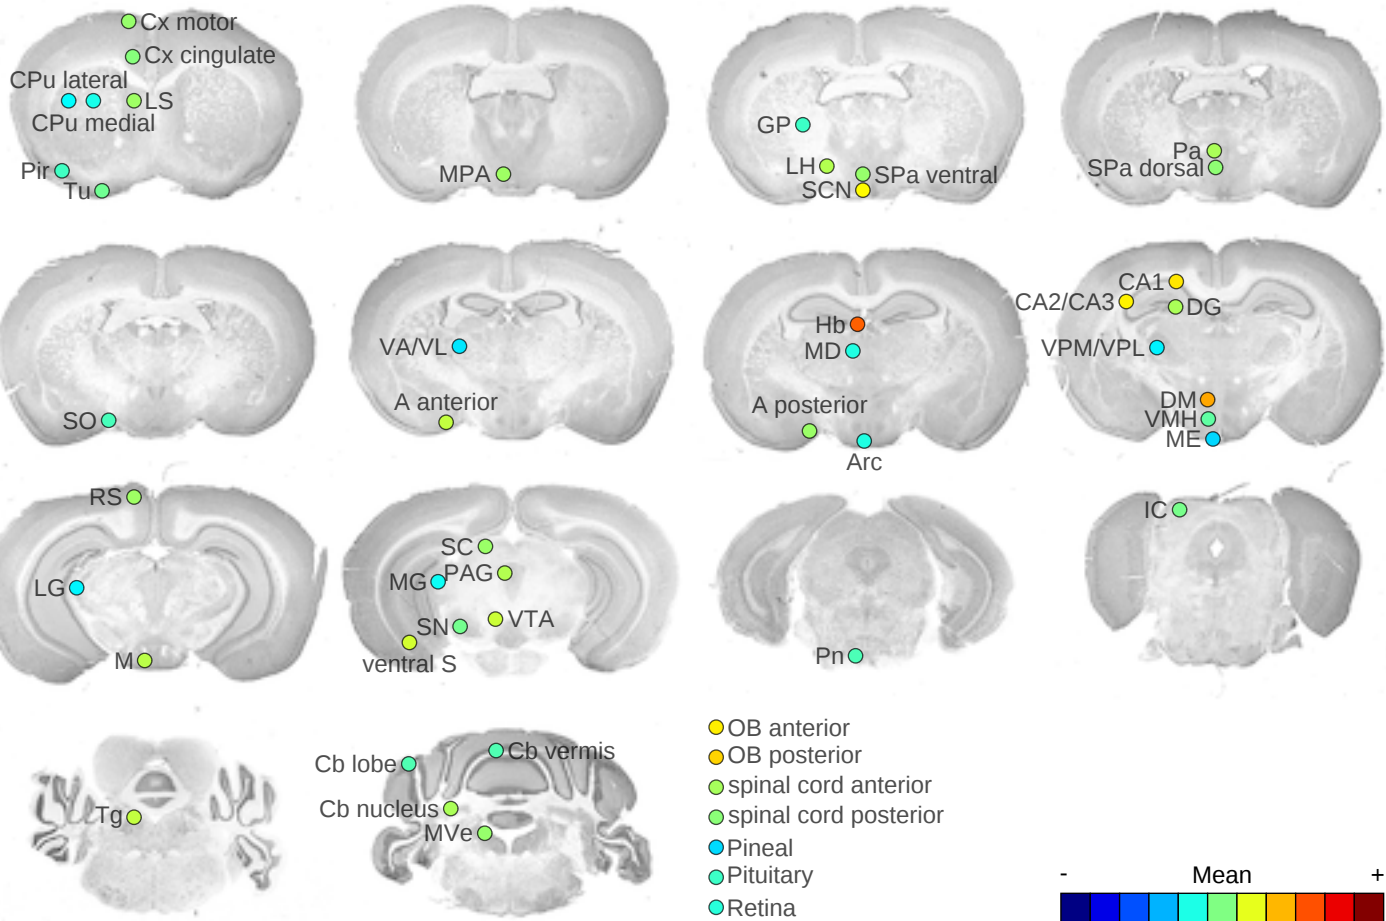 Cx motor
Cx cingulate
CPu lateral
LS
CPu medial
Pir
Tu
MPA
GP
LH
SPa ventral
SCN
Pa
SPa dorsal
SO
VA/VL
A anterior
Hb
MD
A posterior
Arc
CA1
CA2/CA3
DG
VPM/VPL
DM
VMH
ME
RS
LG
M
SC
PAG
MG
SN
VTA
ventral S
Pn
IC
Tg
Cb lobe
Cb vermis
Cb nucleus
MVe
OB anterior
OB posterior
spinal cord anterior
spinal cord posterior
Pineal
Pituitary
Retina
- Mean +